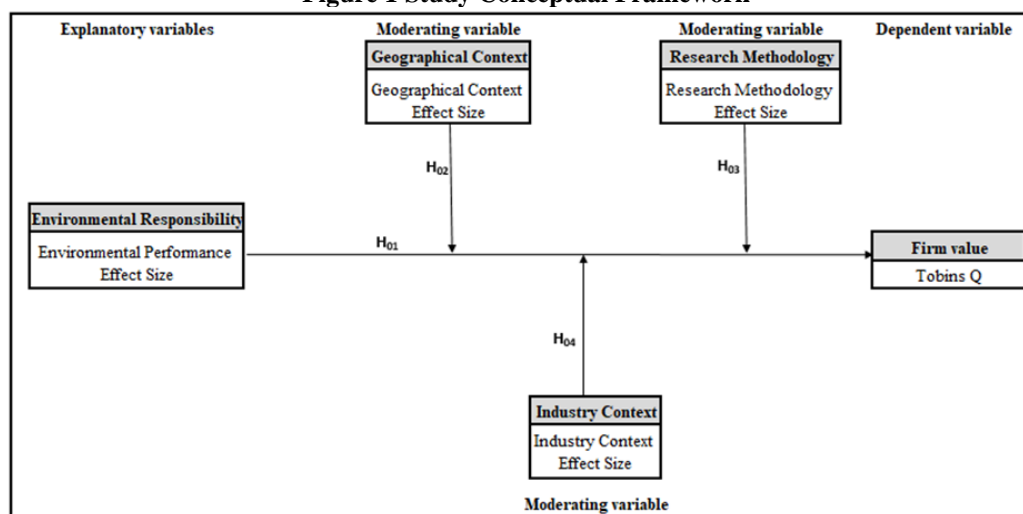 Figure 1 Study Conceptual Framework
Explanatory variables
Moderating variable
Moderating variable
Dependent variable
Geographical Context
Geographical Context
Effect Size
Research Methodology
Research Methodology
Effect Size
H02
H03
Environmental Responsibility
Environmental Performance
Effect Size
H01
Firm value
Tobins Q
H04
Industry Context
Industry Context
Effect Size
Moderating variable